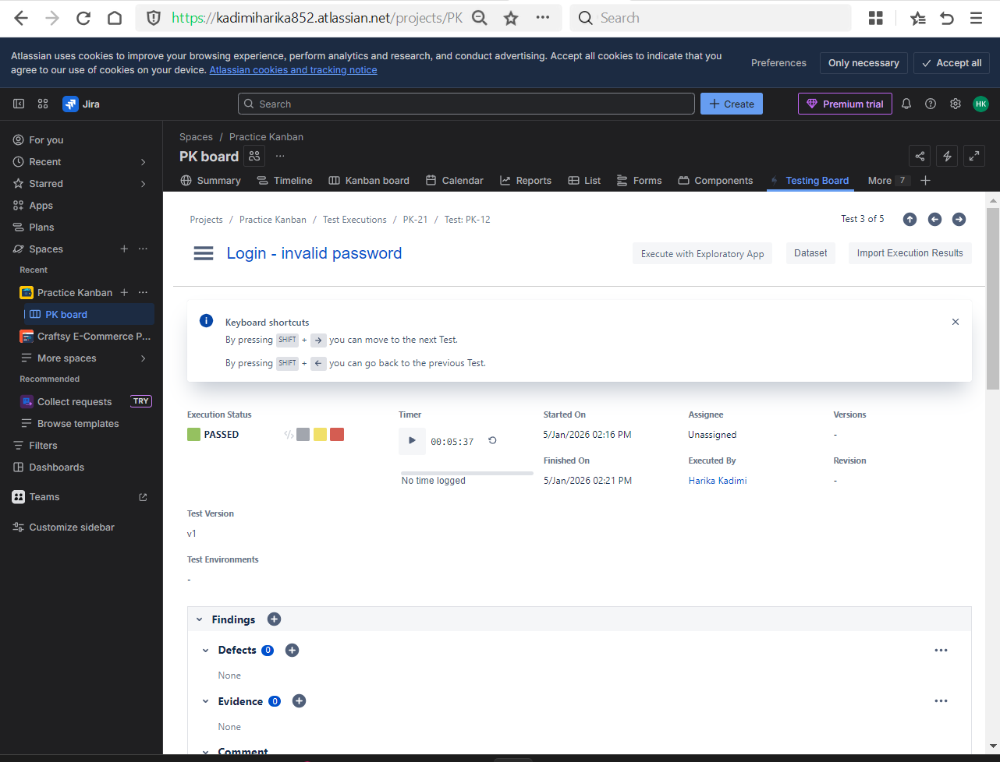 https://kadimiharika852.atlassian.net/projects/PK
Search
Atlassian uses cookies to improve your browsing experience, perform analytics and research, and conduct advertising. Accept all cookies to indicate that you
agree to our use of cookies on your device. Atlassian cookies and tracking notice
Preferences
Only necessary
Accept all
Jira
Search
Create
Premium trial
HK
For you
Recent
Starred
Apps
Plans
Spaces
Recent
Practice Kanban
PK board
Craftsy E-Commerce P...
More spaces
Recommended
Collect requests TRY
Browse templates
Filters
Dashboards
Teams
Customize sidebar
Spaces / Practice Kanban
PK board
Summary
Timeline
Kanban board
Calendar
Reports
List
Forms
Components
Testing Board
More 7
Projects / Practice Kanban / Test Executions / PK-21 / Test: PK-12
Test 3 of 5
Login - invalid password
Execute with Exploratory App
Dataset
Import Execution Results
Keyboard shortcuts
By pressing SHIFT + → you can move to the next Test.
By pressing SHIFT + ← you can go back to the previous Test.
Execution Status
PASSED
Timer
00:05:37
No time logged
Started On
5/Jan/2026 02:16 PM
Finished On
5/Jan/2026 02:21 PM
Assignee
Unassigned
Executed By
Harika Kadimi
Versions
-
Revision
-
Test Version
v1
Test Environments
-
Findings
Defects 0
None
Evidence 0
None
Comment